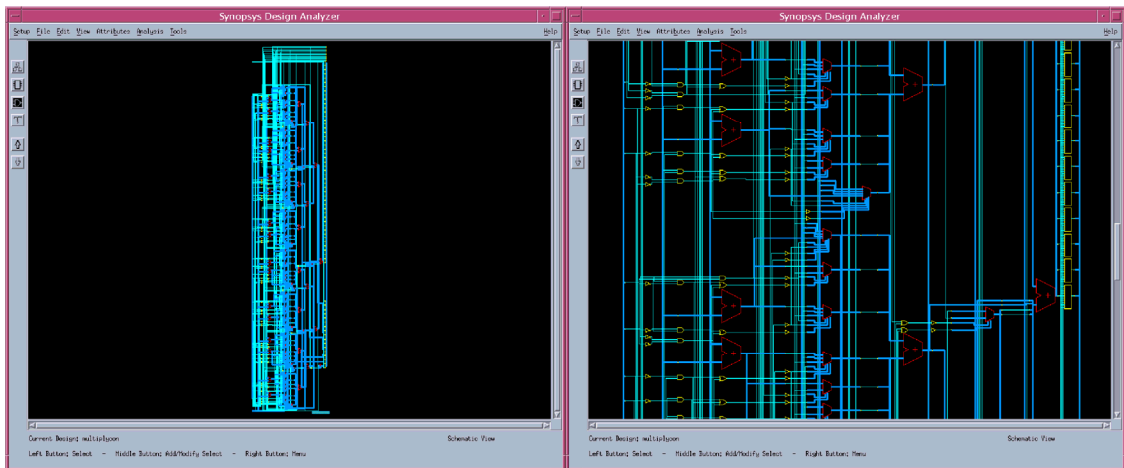 Synopsys Design Analyzer
Setup File Edit View Attributes Analysis Tools Help
Current Design: multiplycon Schematic View
Left Button: Select - Middle Button: Add/Modify Select - Right Button: Menu
Synopsys Design Analyzer
Setup File Edit View Attributes Analysis Tools Help
Current Design: multiplycon Schematic View
Left Button: Select - Middle Button: Add/Modify Select - Right Button: Menu